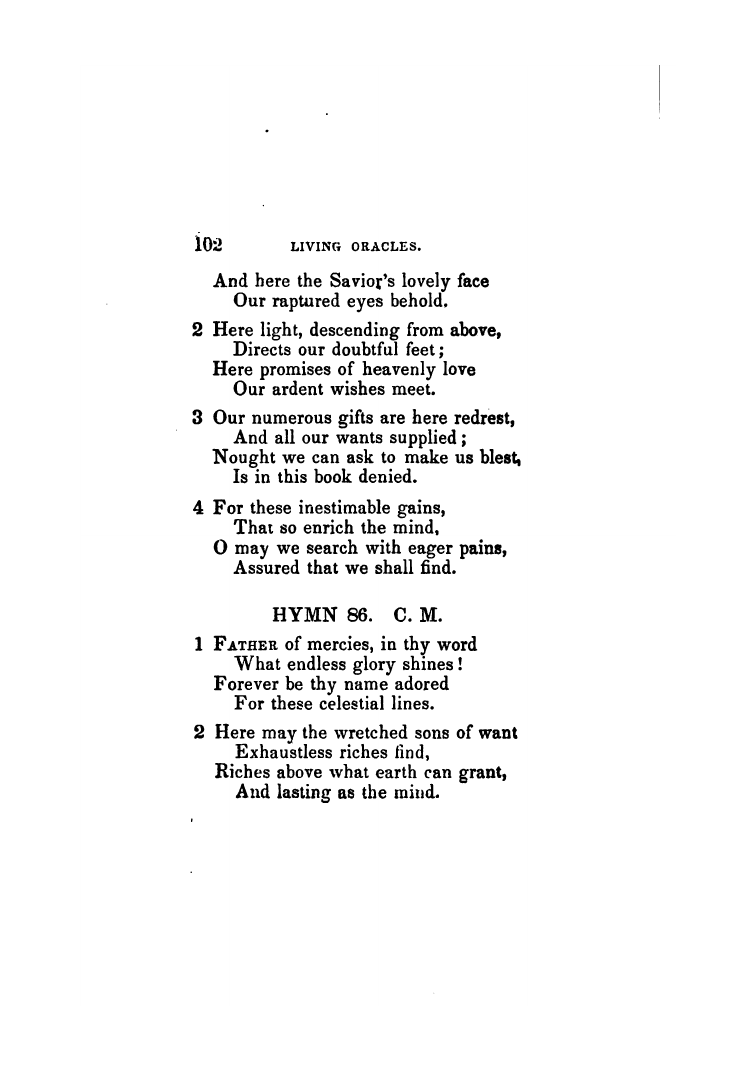 102 LIVING ORACLES.
And here the Savior's lovely face
Our raptured eyes behold.
2 Here light, descending from above,
Directs our doubtful feet;
Here promises of heavenly love
Our ardent wishes meet.
3 Our numerous gifts are here redrest,
And all our wants supplied;
Nought we can ask to make us blest,
Is in this book denied.
4 For these inestimable gains,
That so enrich the mind,
O may we search with eager pains,
Assured that we shall find.
HYMN 86. C. M.
1 FATHER of mercies, in thy word
What endless glory shines!
Forever be thy name adored
For these celestial lines.
2 Here may the wretched sons of want
Exhaustless riches find,
Riches above what earth can grant,
And lasting as the mind.